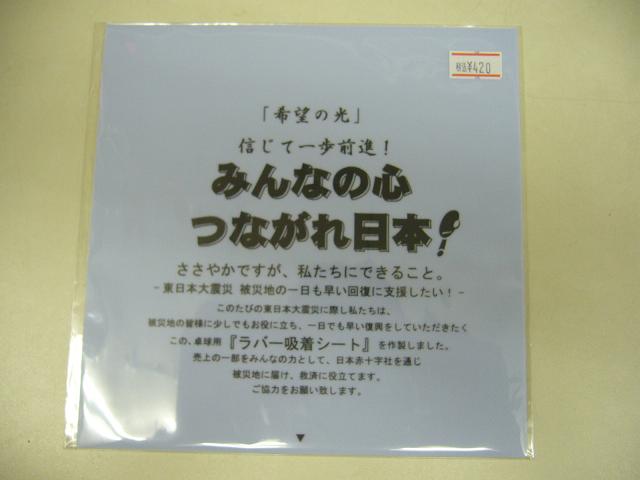 税込¥420
「希望の光」
信じて一歩前進！
みんなの心
つながれ日本！
ささやかですが、私たちにできること。
- 東日本大震災 被災地の一日も早い回復に支援したい！-
このたびの東日本大震災に際し私たちは、
被災地の皆様に少しでもお役に立ち、一日でも早い復興をしていただきたく
この、卓球用『ラバー吸着シート』を作製しました。
売上の一部をみんなの力として、日本赤十字社を通じ
被災地に届け、救済に役立てます。
ご協力をお願い致します。